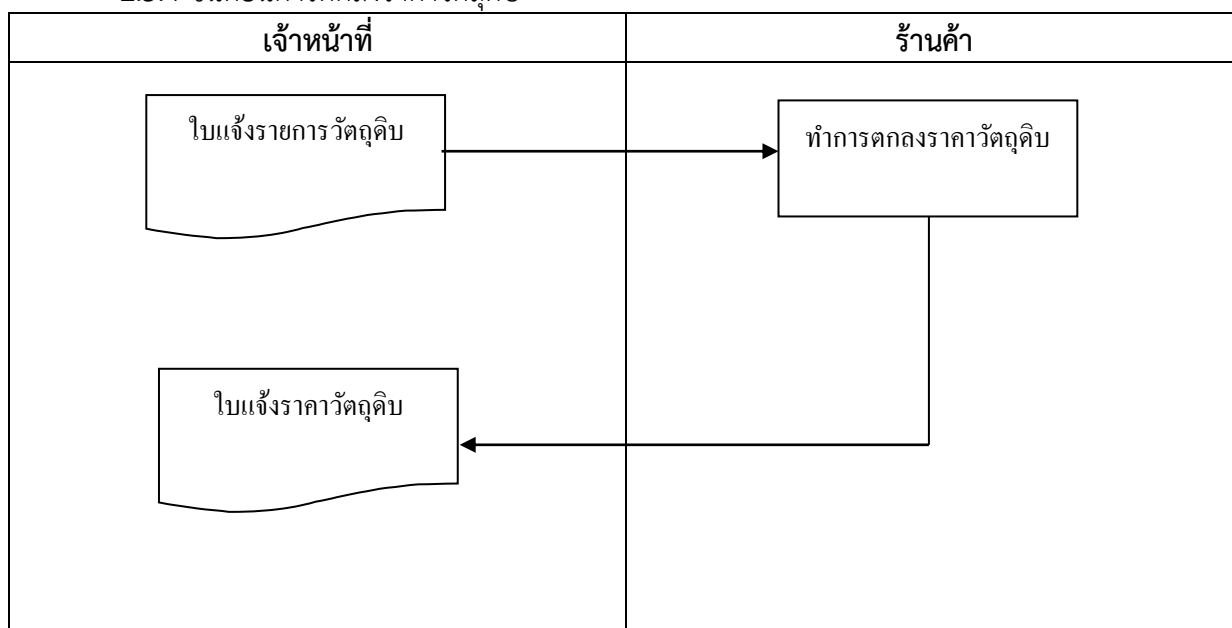 เจ้าหน้าที่
ร้านค้า
ใบแจ้งรายการวัตถุดิบ
ทำการตกลงราคาวัตถุดิบ
ใบแจ้งราคาวัตถุดิบ